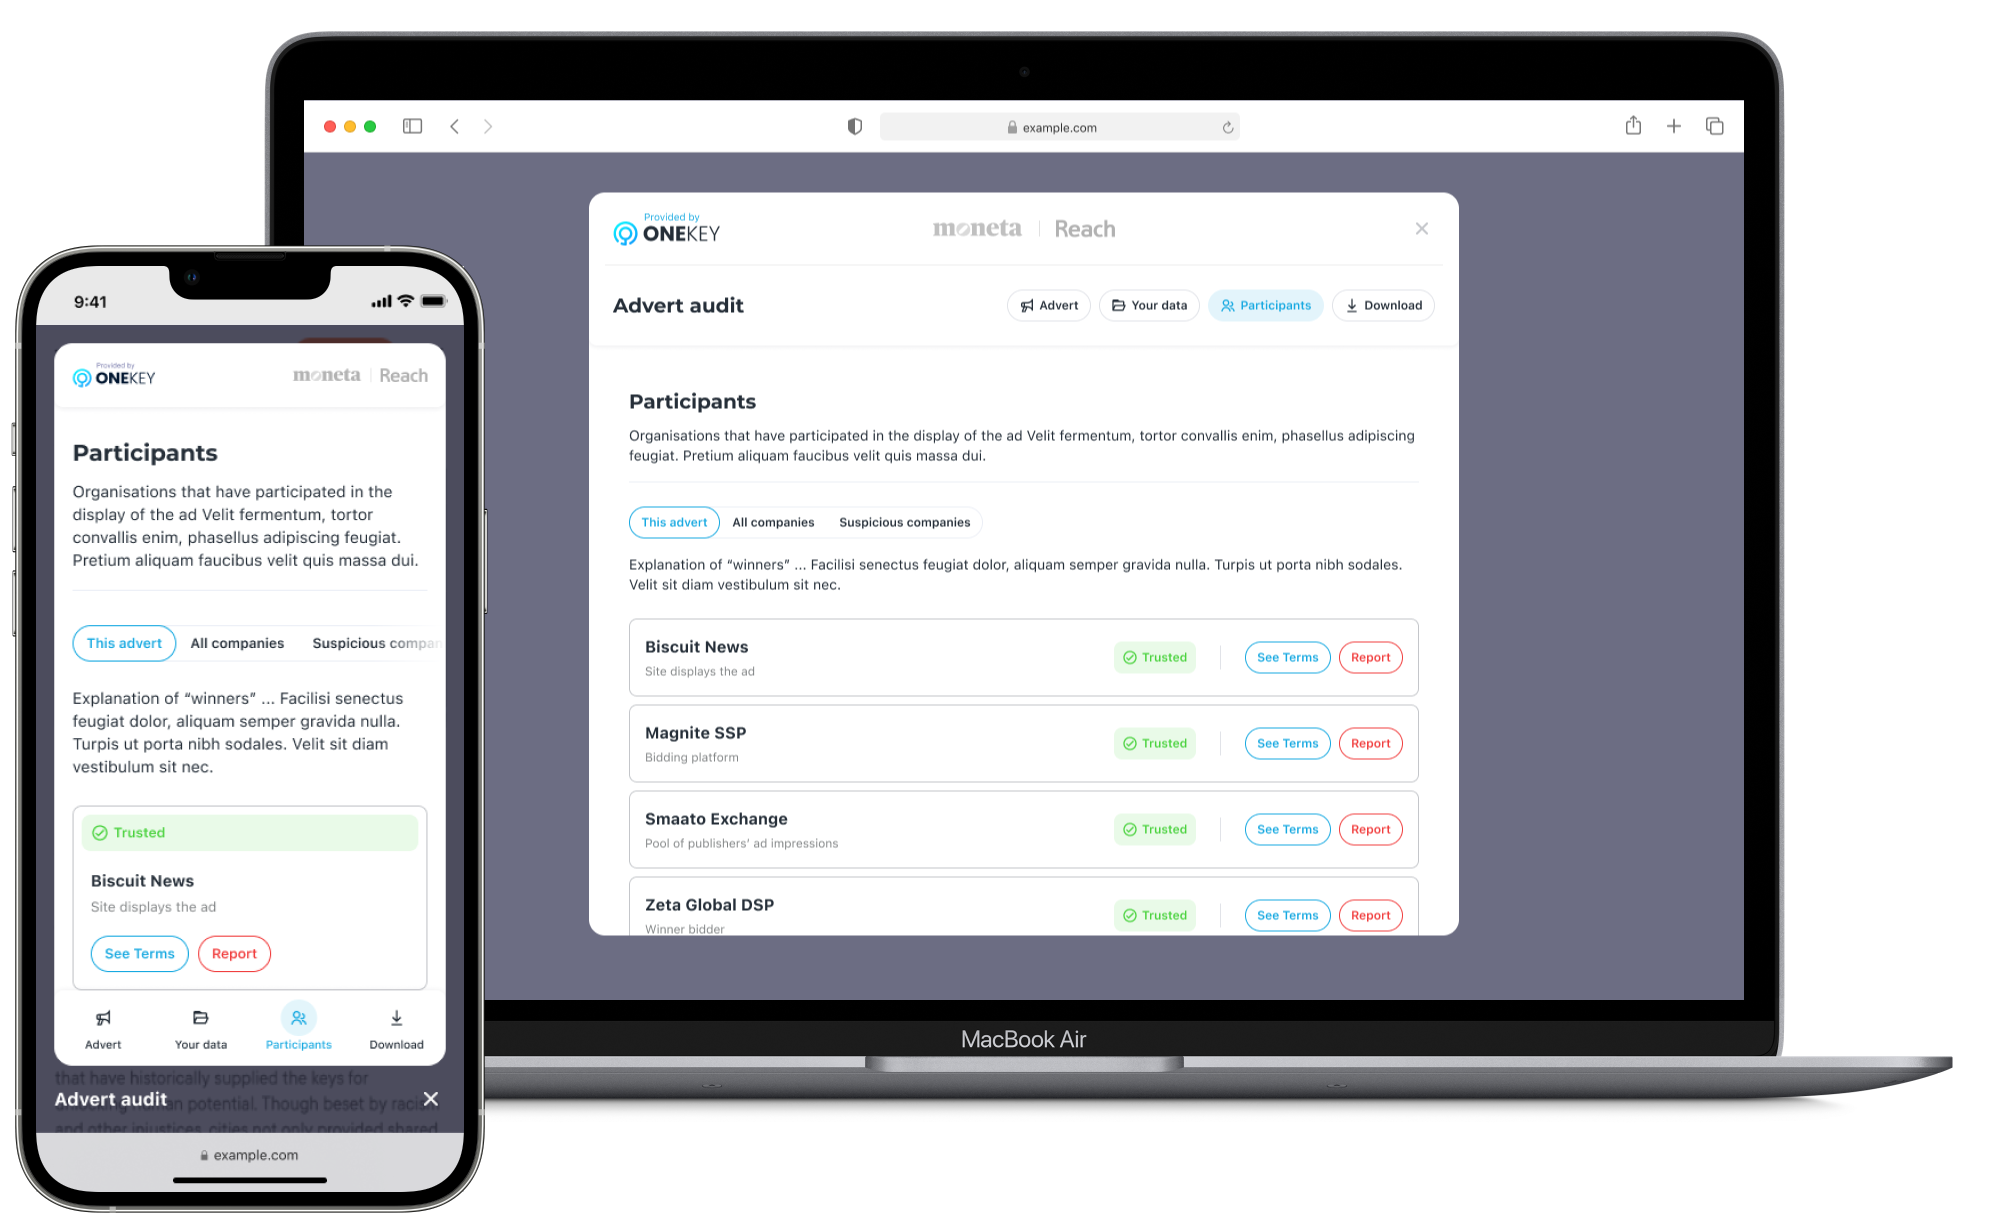 9:41
Provided by
ONEKEY
moneta | Reach
Participants
Organisations that have participated in the
display of the ad Velit fermentum, tortor
convallis enim, phasellus adipiscing feugiat.
Pretium aliquam faucibus velit quis massa dui.
This advert All companies Suspicious compan
Explanation of “winners” ... Facilisi senectus
feugiat dolor, aliquam semper gravida nulla.
Turpis ut porta nibh sodales. Velit sit diam
vestibulum sit nec.
Trusted
Biscuit News
Site displays the ad
See Terms Report
Advert Your data Participants Download
that have historically supplied the keys for
Advert audit
potential. Though beset by racism
and other injustices, cities not only provided shared
example.com
example.com
Provided by
ONEKEY
moneta | Reach
Advert audit
Advert Your data Participants Download
Participants
Organisations that have participated in the display of the ad Velit fermentum, tortor convallis enim, phasellus adipiscing
feugiat. Pretium aliquam faucibus velit quis massa dui.
This advert All companies Suspicious companies
Explanation of “winners” ... Facilisi senectus feugiat dolor, aliquam semper gravida nulla. Turpis ut porta nibh sodales.
Velit sit diam vestibulum sit nec.
Biscuit News
Site displays the ad
Trusted See Terms Report
Magnite SSP
Bidding platform
Trusted See Terms Report
Smaato Exchange
Pool of publishers’ ad impressions
Trusted See Terms Report
Zeta Global DSP
Winner bidder
Trusted See Terms Report
MacBook Air